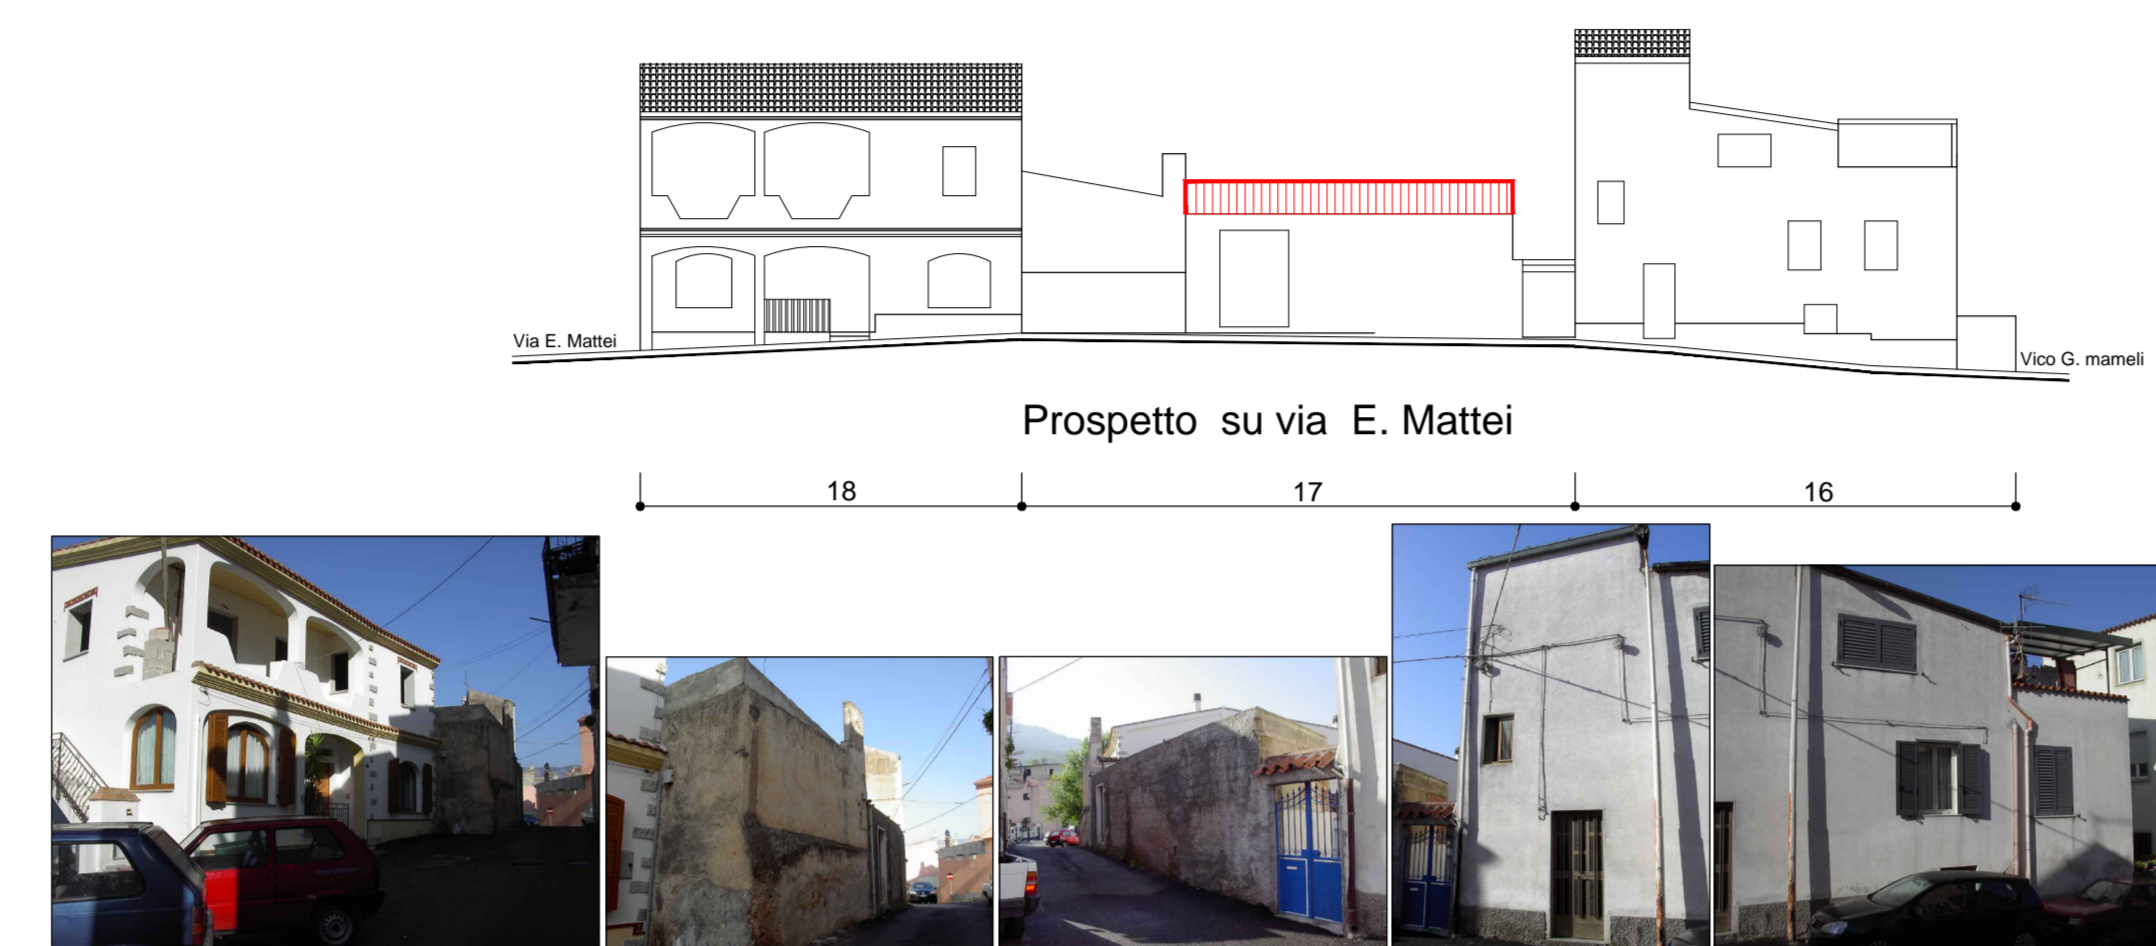 Via E. Mattei
Vico G. mameli
Prospetto su via E. Mattei
18 17 16